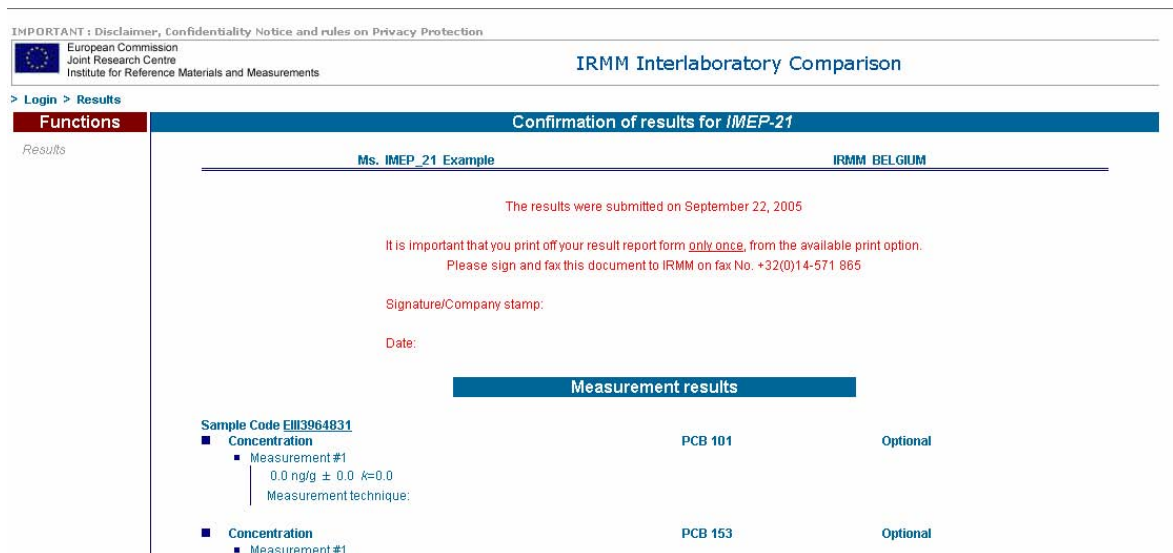 IMPORTANT : Disclaimer, Confidentiality Notice and rules on Privacy Protection
European Commission
Joint Research Centre
Institute for Reference Materials and Measurements
IRMM Interlaboratory Comparison
> Login > Results
Functions
Confirmation of results for IMEP-21
Results
Ms. IMEP_21 Example IRMM BELGIUM
The results were submitted on September 22, 2005
It is important that you print off your result report form only once, from the available print option.
Please sign and fax this document to IRMM on fax No. +32(0)14-571 865
Signature/Company stamp:
Date:
Measurement results
Sample Code EIII3964831
Concentration PCB 101 Optional
Measurement #1
0.0 ng/g ± 0.0 k=0.0
Measurement technique:
Concentration PCB 153 Optional
Measurement #1